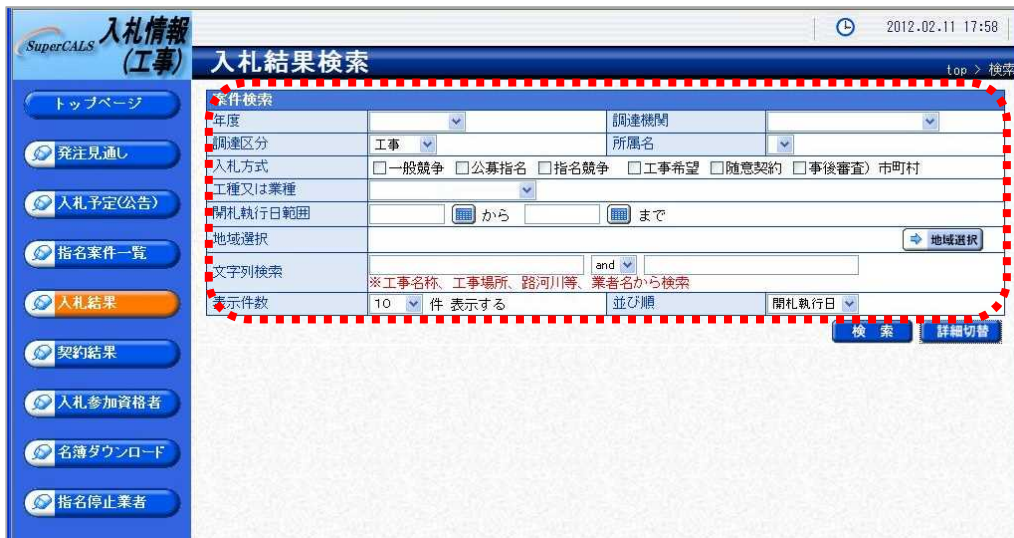 SuperCALS 入札情報
(工事)
2012.02.11 17:58
入札結果検索
top > 検索
トップページ
発注見通し
入札予定(公告)
指名案件一覧
入札結果
契約結果
入札参加資格者
名簿ダウンロード
指名停止業者
案件検索
年度 調達機関
調達区分 工事 所属名
入札方式 一般競争 公募指名 指名競争 工事希望 随意契約 事後審査）市町村
工種又は業種
開札執行日範囲 から まで
地域選択 地域選択
文字列検索 and
※工事名称、工事場所、路河川等、業者名から検索
表示件数 10 件 表示する 並び順 開札執行日
検 索 詳細切替